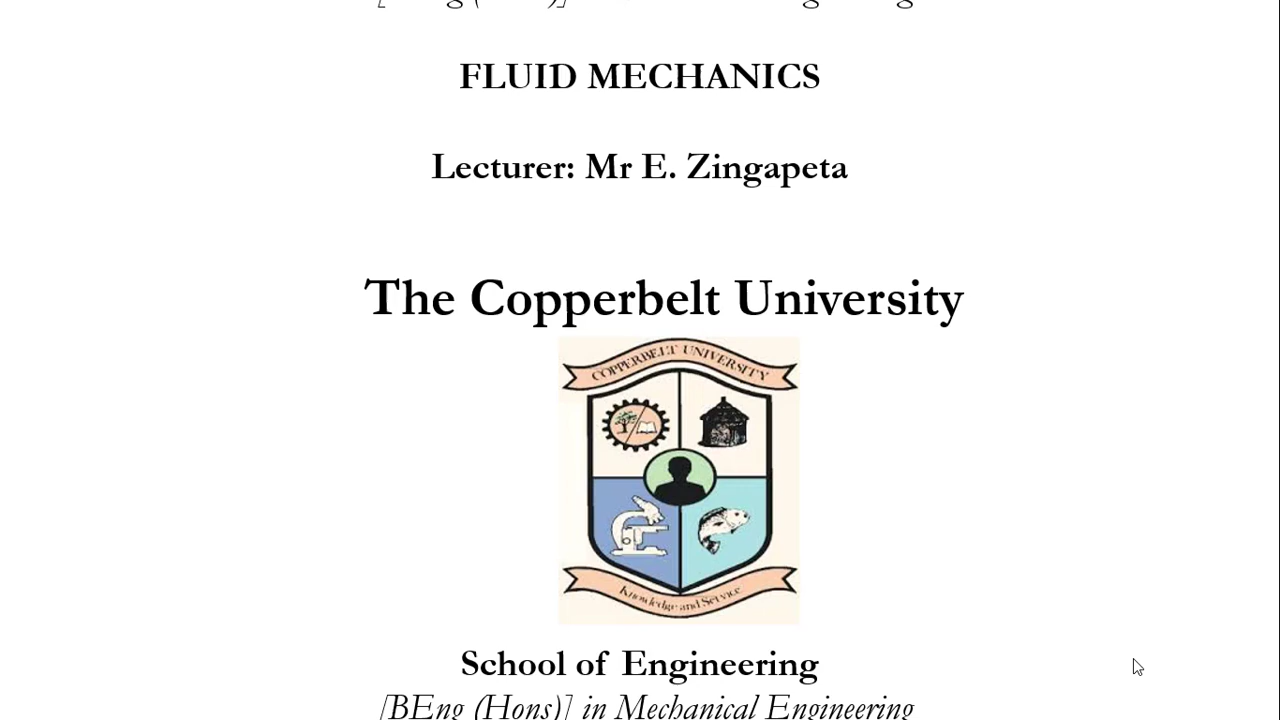 FLUID MECHANICS
Lecturer: Mr E. Zingapeta
The Copperbelt University
COPPERBELT UNIVERSITY
Knowledge and Service
School of Engineering
[BEng (Hons)] in Mechanical Engineering